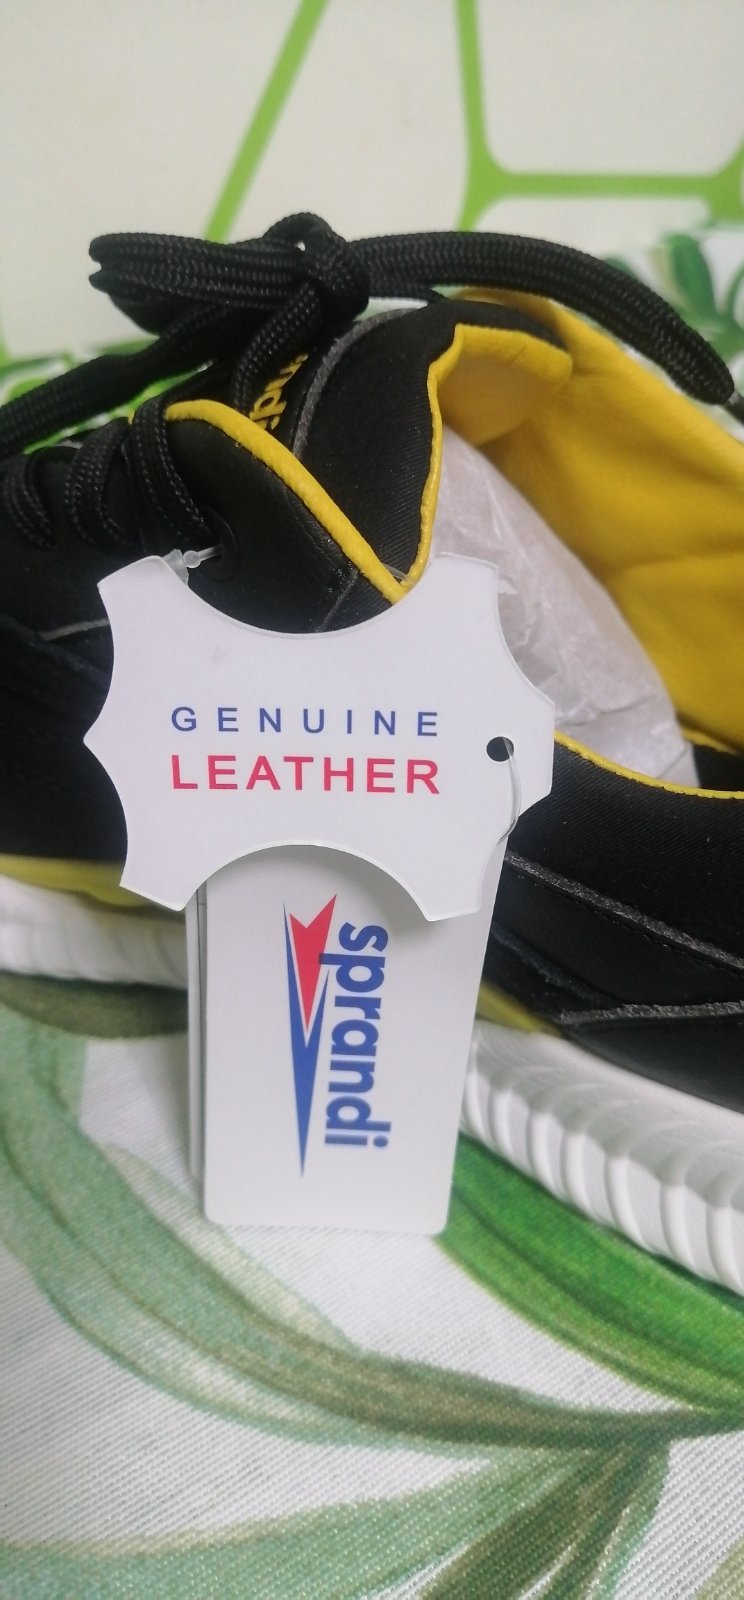 GENUINE
LEATHER
sprandi